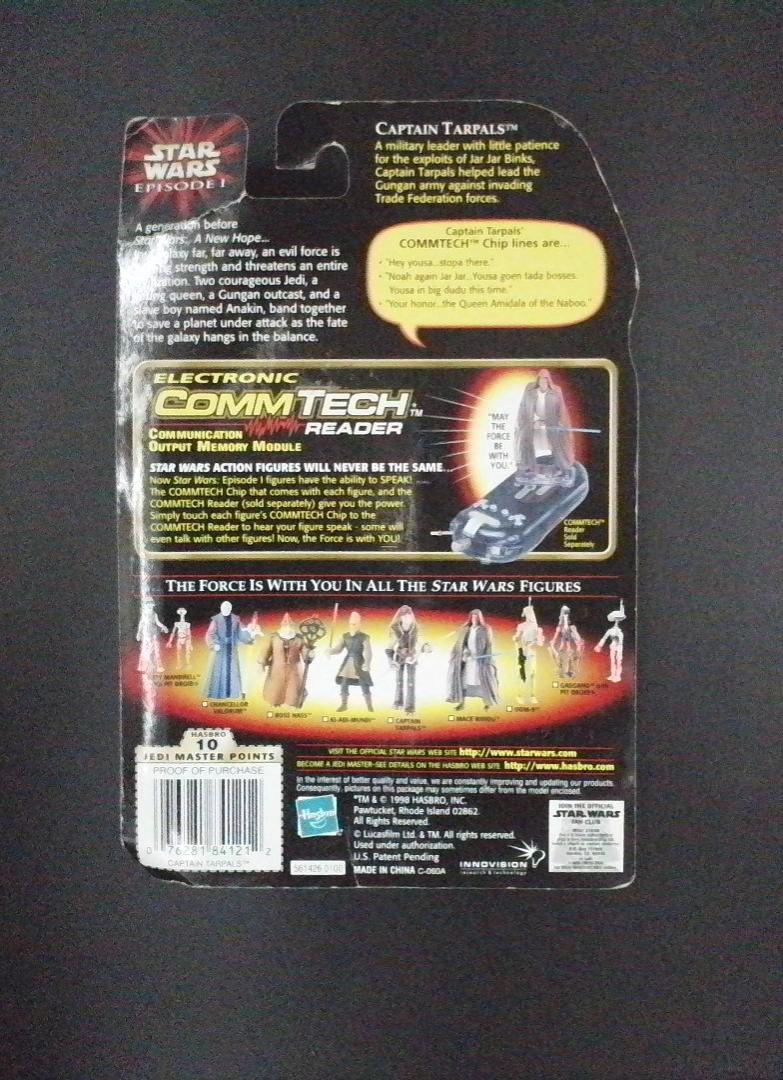 STAR
WARS
EPISODE I
CAPTAIN TARPALS™
A military leader with little patience
for the exploits of Jar Jar Binks,
Captain Tarpals helped lead the
Gungan army against invading
Trade Federation forces.
A generation before
Star Wars: A New Hope...
galaxy far, far away, an evil force is
strength and threatens an entire
Two courageous Jedi, a
young queen, a Gungan outcast, and a
slave boy named Anakin, band together
to save a planet under attack as the fate
of the galaxy hangs in the balance.
Captain Tarpals'
COMMTECH™ Chip lines are...
• "Hey yousa...stopa there."
• "Noah again Jar Jar...Yousa goen tada bosses.
Yousa in big dudu this time."
• "Your honor...the Queen Amidala of the Naboo."
ELECTRONIC
COMMTECH™
READER
COMMUNICATION
OUTPUT MEMORY MODULE
STAR WARS ACTION FIGURES WILL NEVER BE THE SAME...
Now Star Wars: Episode I figures have the ability to SPEAK!
The COMMTECH Chip that comes with each figure, and the
COMMTECH Reader (sold separately) give you the power.
Simply touch each figure's COMMTECH Chip to the
COMMTECH Reader to hear your figure speak - some will
even talk with other figures! Now, the Force is with YOU!
"MAY
THE
FORCE
BE
WITH
YOU."
COMMTECH™
Reader
Sold
Separately
THE FORCE IS WITH YOU IN ALL THE STAR WARS FIGURES
MANDRELL™
PIT DROID®
CHANCELLOR
VALORUM™
BOSS NASS™
KI-ADI-MUNDI™
CAPTAIN
TARPALS™
MACE WINDU™
OOM-9™
GASGANO™ with
PIT DROID®
HASBRO
10
JEDI MASTER POINTS
PROOF OF PURCHASE
0 76281 84121 2
CAPTAIN TARPALS™
VISIT THE OFFICIAL STAR WARS WEB SITE http://www.starwars.com
BECOME A JEDI MASTER-SEE DETAILS ON THE HASBRO WEB SITE http://www.hasbro.com
In the interest of better quality and value, we are constantly improving and updating our products.
Consequently, pictures on this package may sometimes differ from the model enclosed.
Hasbro
®*TM & © 1998 HASBRO, INC.
Pawtucket, Rhode Island 02862.
All Rights Reserved.
© Lucasfilm Ltd. & TM. All rights reserved.
Used under authorization.
U.S. Patent Pending
561426.0100
MADE IN CHINA C-060A
INNOVISION
research & technology
JOIN THE OFFICIAL
STAR WARS
FAN CLUB